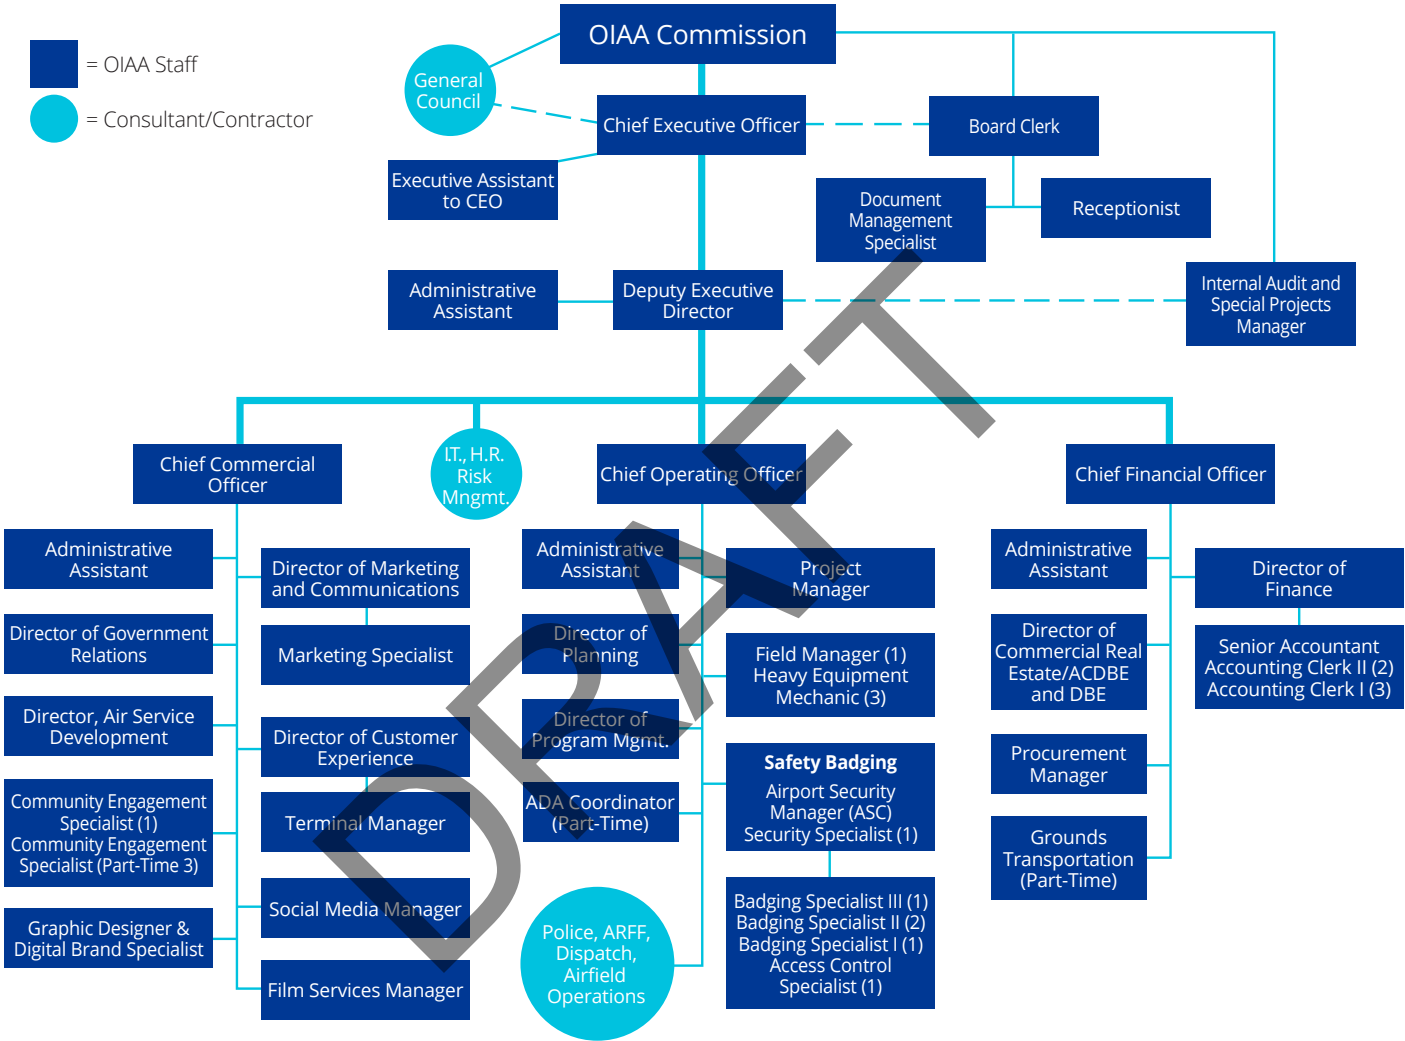 OIAA Commission
= OIAA Staff
= Consultant/Contractor
General
Council
Chief Executive Officer
Board Clerk
Executive Assistant
to CEO
Document
Management
Specialist
Receptionist
Administrative
Assistant
Deputy Executive
Director
Internal Audit and
Special Projects
Manager
Chief Commercial
Officer
I.T., H.R.
Risk
Mngmt.
Chief Operating Officer
Chief Financial Officer
Administrative
Assistant
Director of Marketing
and Communications
Director of Government
Relations
Marketing Specialist
Director, Air Service
Development
Director of Customer
Experience
Community Engagement
Specialist (1)
Community Engagement
Specialist (Part-Time 3)
Terminal Manager
Social Media Manager
Graphic Designer &
Digital Brand Specialist
Film Services Manager
Administrative
Assistant
Project
Manager
Director of
Planning
Field Manager (1)
Heavy Equipment
Mechanic (3)
Director of
Program Mgmt.
Safety Badging
Airport Security
Manager (ASC)
Security Specialist (1)
ADA Coordinator
(Part-Time)
Badging Specialist III (1)
Badging Specialist II (2)
Badging Specialist I (1)
Access Control
Specialist (1)
Police, ARFF,
Dispatch,
Airfield
Operations
Administrative
Assistant
Director of
Finance
Director of
Commercial Real
Estate/ACDBE
and DBE
Senior Accountant
Accounting Clerk II (2)
Accounting Clerk I (3)
Procurement
Manager
Grounds
Transportation
(Part-Time)
DRAFT